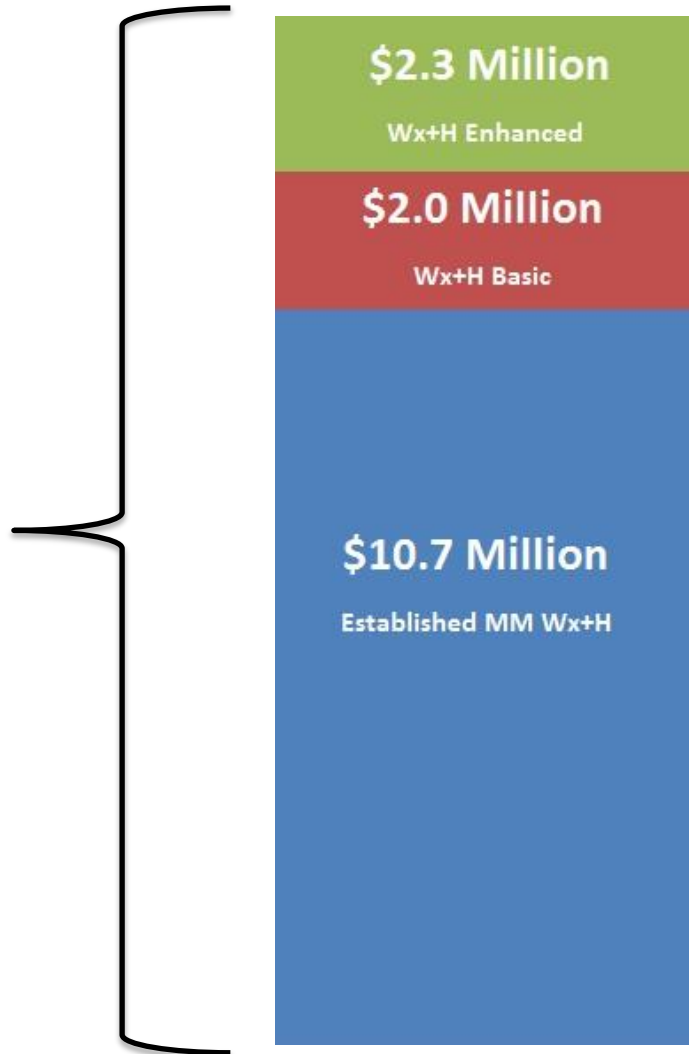 $2.3 Million
Wx+H Enhanced
$2.0 Million
Wx+H Basic
$10.7 Million
Established MM Wx+H